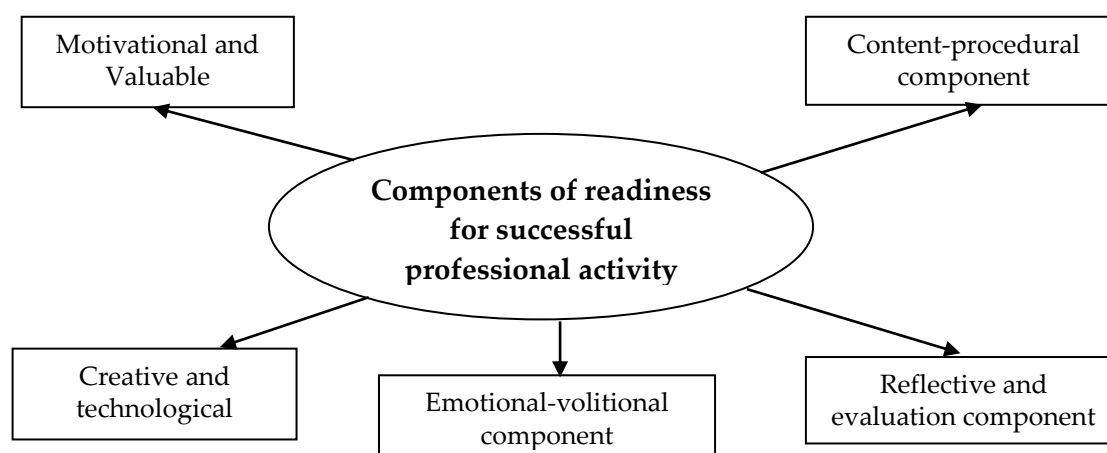 Motivational and
Valuable
Content-procedural
component
Components of readiness
for successful
professional activity
Creative and
technological
Emotional-volitional
component
Reflective and
evaluation component